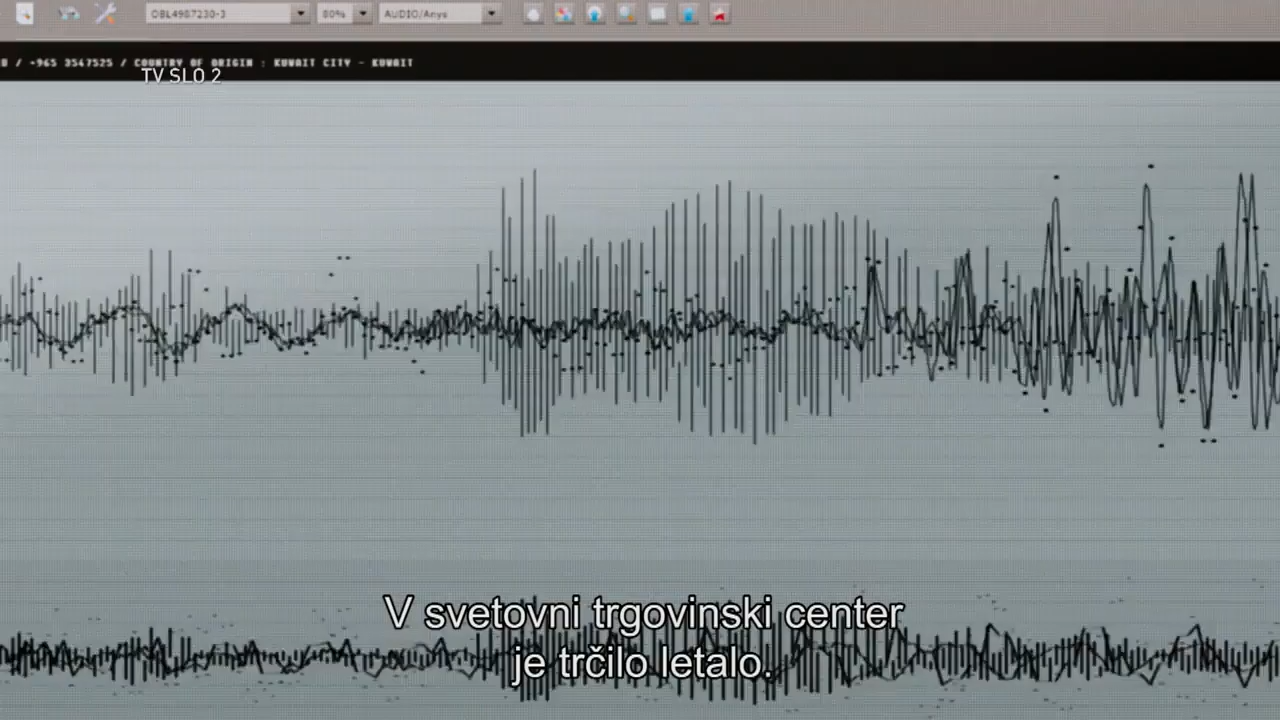 OBL4987230-3 80% AUDIO/Anys
/ +965 3547525 / COUNTRY OF ORIGIN : KUWAIT CITY - KUWAIT
TV SLO 2
V svetovni trgovinski center
je trčilo letalo.